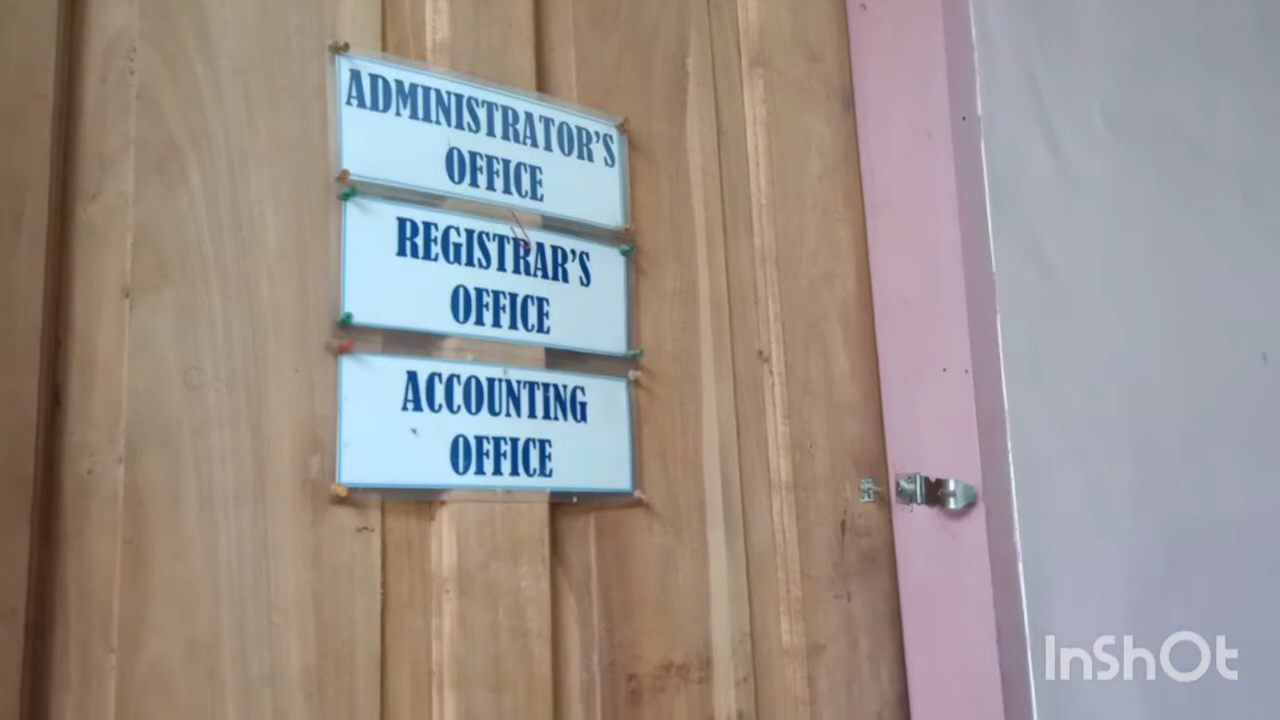 ADMINISTRATOR'S
OFFICE
REGISTRAR'S
OFFICE
ACCOUNTING
OFFICE
InShOt